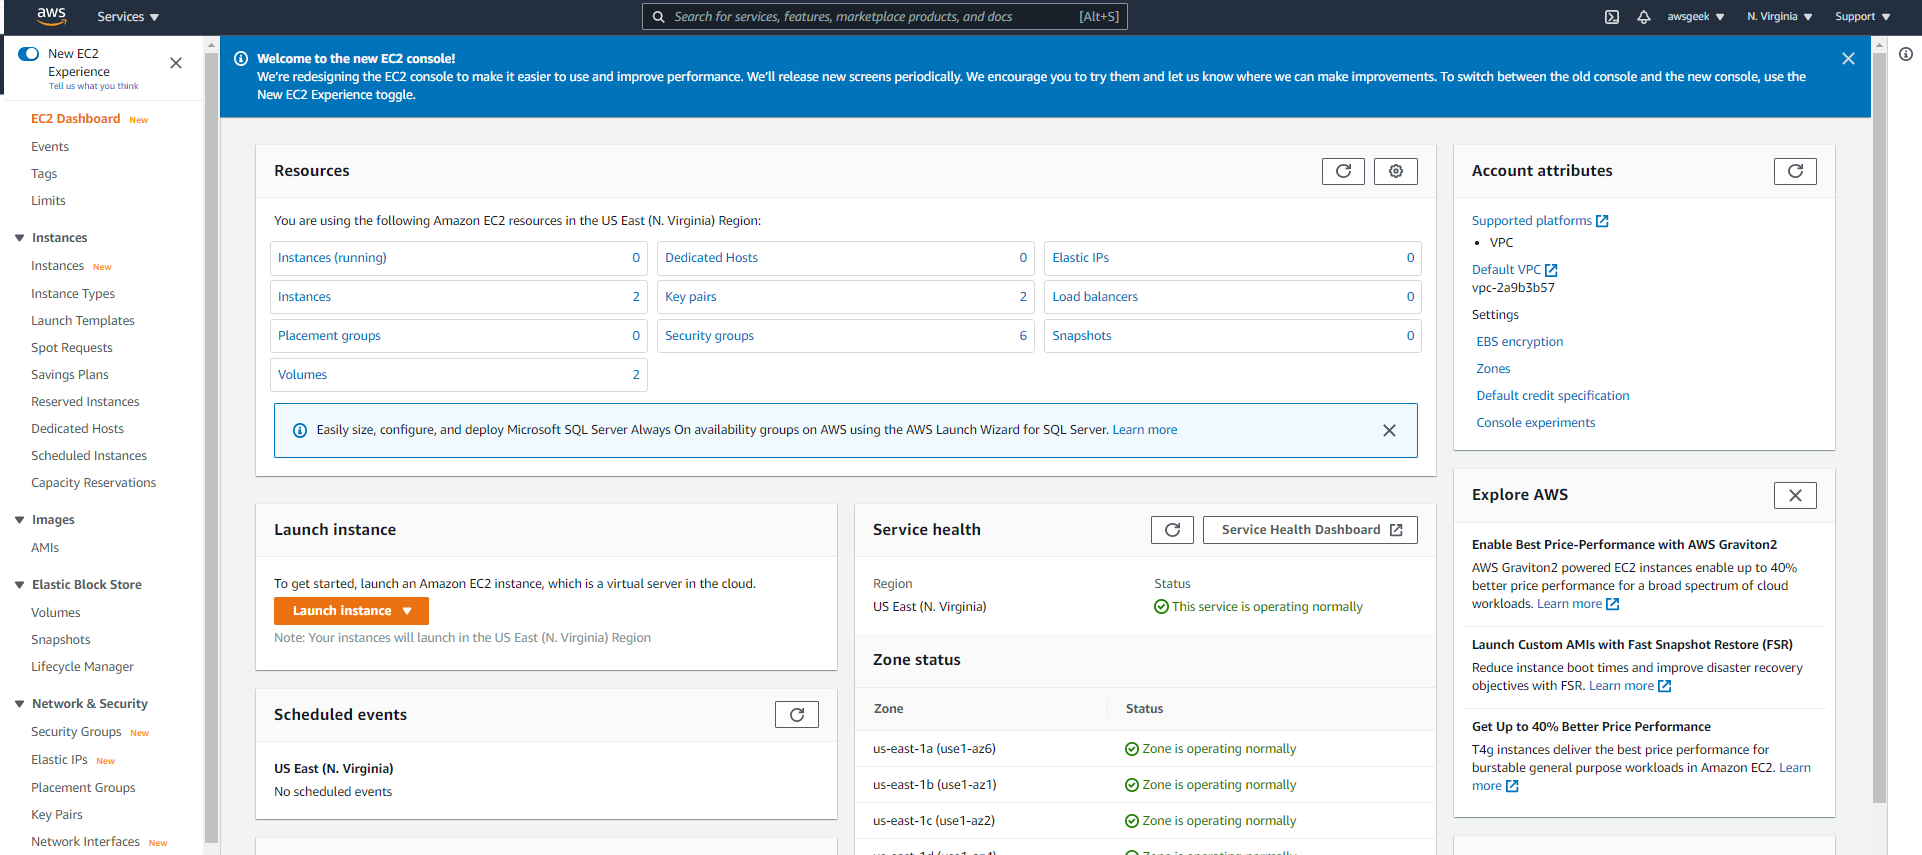 aws
Services
Search for services, features, marketplace products, and docs
[Alt+S]
awsgeek
N. Virginia
Support
New EC2
Experience
Tell us what you think
EC2 Dashboard New
Events
Tags
Limits
Instances
Instances New
Instance Types
Launch Templates
Spot Requests
Savings Plans
Reserved Instances
Dedicated Hosts
Scheduled Instances
Capacity Reservations
Images
AMIs
Elastic Block Store
Volumes
Snapshots
Lifecycle Manager
Network & Security
Security Groups New
Elastic IPs New
Placement Groups
Key Pairs
Network Interfaces New
Welcome to the new EC2 console!
We're redesigning the EC2 console to make it easier to use and improve performance. We'll release new screens periodically. We encourage you to try them and let us know where we can make improvements. To switch between the old console and the new console, use the
New EC2 Experience toggle.
Resources
You are using the following Amazon EC2 resources in the US East (N. Virginia) Region:
Instances (running) 0
Dedicated Hosts 0
Elastic IPs 0
Instances 2
Key pairs 2
Load balancers 0
Placement groups 0
Security groups 6
Snapshots 0
Volumes 2
Easily size, configure, and deploy Microsoft SQL Server Always On availability groups on AWS using the AWS Launch Wizard for SQL Server. Learn more
Launch instance
To get started, launch an Amazon EC2 instance, which is a virtual server in the cloud.
Launch instance
Note: Your instances will launch in the US East (N. Virginia) Region
Scheduled events
US East (N. Virginia)
No scheduled events
Service health
Service Health Dashboard
Region
Status
US East (N. Virginia)
This service is operating normally
Zone status
Zone
Status
us-east-1a (use1-az6)
Zone is operating normally
us-east-1b (use1-az1)
Zone is operating normally
us-east-1c (use1-az2)
Zone is operating normally
us-east-1d (use1-az4)
Zone is operating normally
Account attributes
Supported platforms
• VPC
Default VPC
vpc-2a9b3b57
Settings
EBS encryption
Zones
Default credit specification
Console experiments
Explore AWS
Enable Best Price-Performance with AWS Graviton2
AWS Graviton2 powered EC2 instances enable up to 40%
better price performance for a broad spectrum of cloud
workloads. Learn more
Launch Custom AMIs with Fast Snapshot Restore (FSR)
Reduce instance boot times and improve disaster recovery
objectives with FSR. Learn more
Get Up to 40% Better Price Performance
T4g instances deliver the best price performance for
burstable general purpose workloads in Amazon EC2. Learn
more